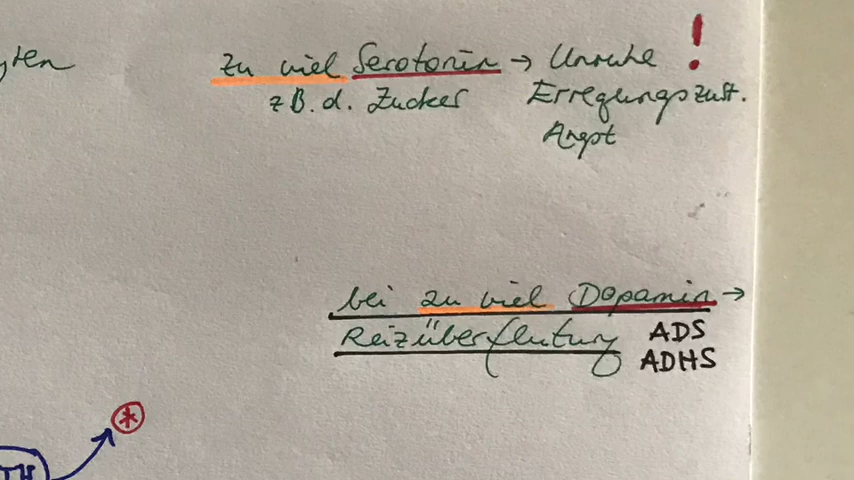 zu viel Serotonin → Unruhe !
z.B. d. Zucker Erregungszust.
Angst
bei zu viel Dopamin →
Reizüberflutung ADS
ADHS